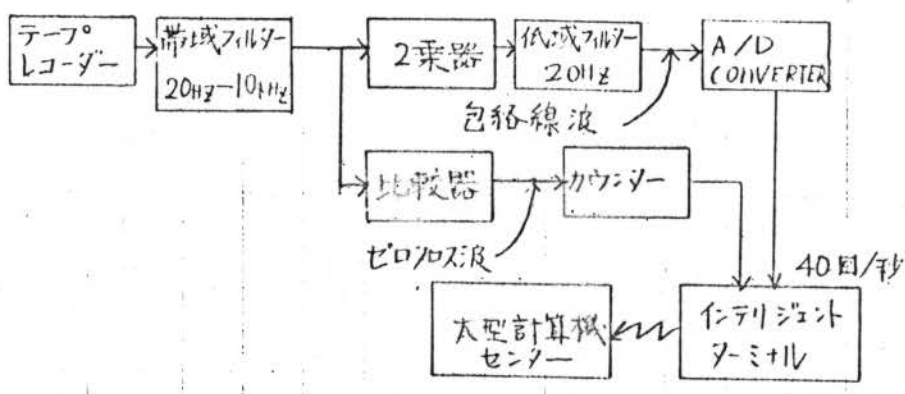 テープ
レコーダー
帯域フィルター
20Hz-10kHz
2乗器
低域フィルター
20Hz
A/D
CONVERTER
包絡線波
比較器
カウンター
ゼロクロス波
40回/秒
インテリジェント
ターミナル
大型計算機
センター